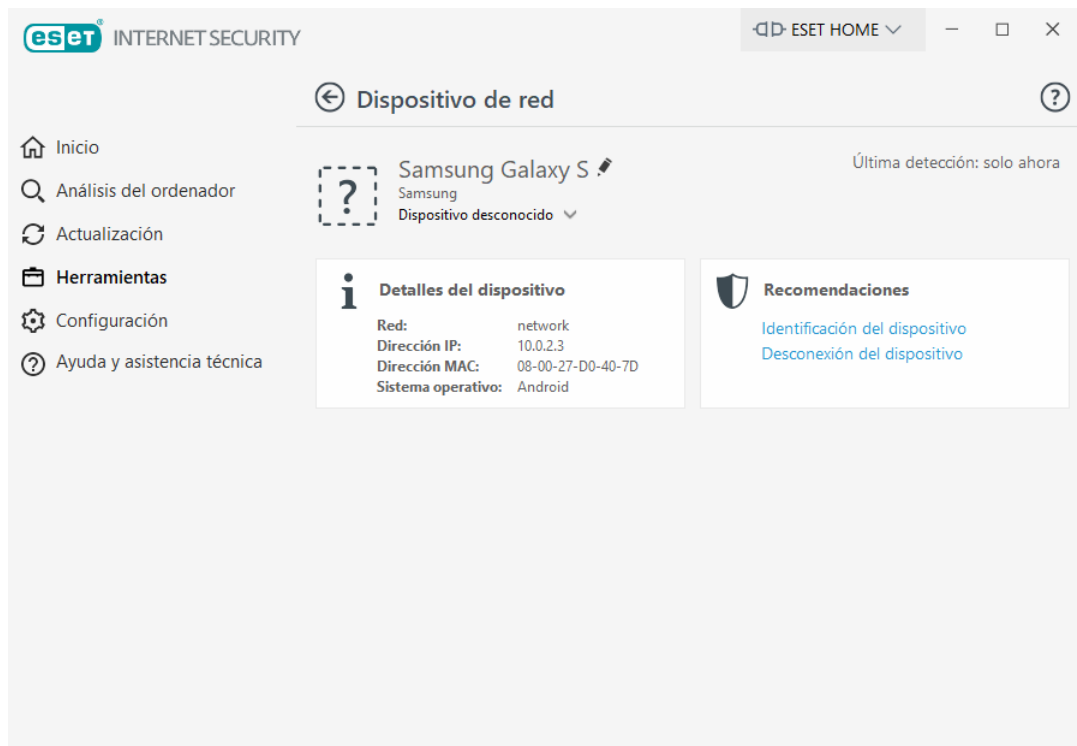 eset® INTERNET SECURITY
ESET HOME
Dispositivo de red
?
Inicio
Análisis del ordenador
Actualización
Herramientas
Configuración
Ayuda y asistencia técnica
?
Samsung Galaxy S
Samsung
Dispositivo desconocido
Última detección: solo ahora
Detalles del dispositivo
Red: network
Dirección IP: 10.0.2.3
Dirección MAC: 08-00-27-D0-40-7D
Sistema operativo: Android
Recomendaciones
Identificación del dispositivo
Desconexión del dispositivo